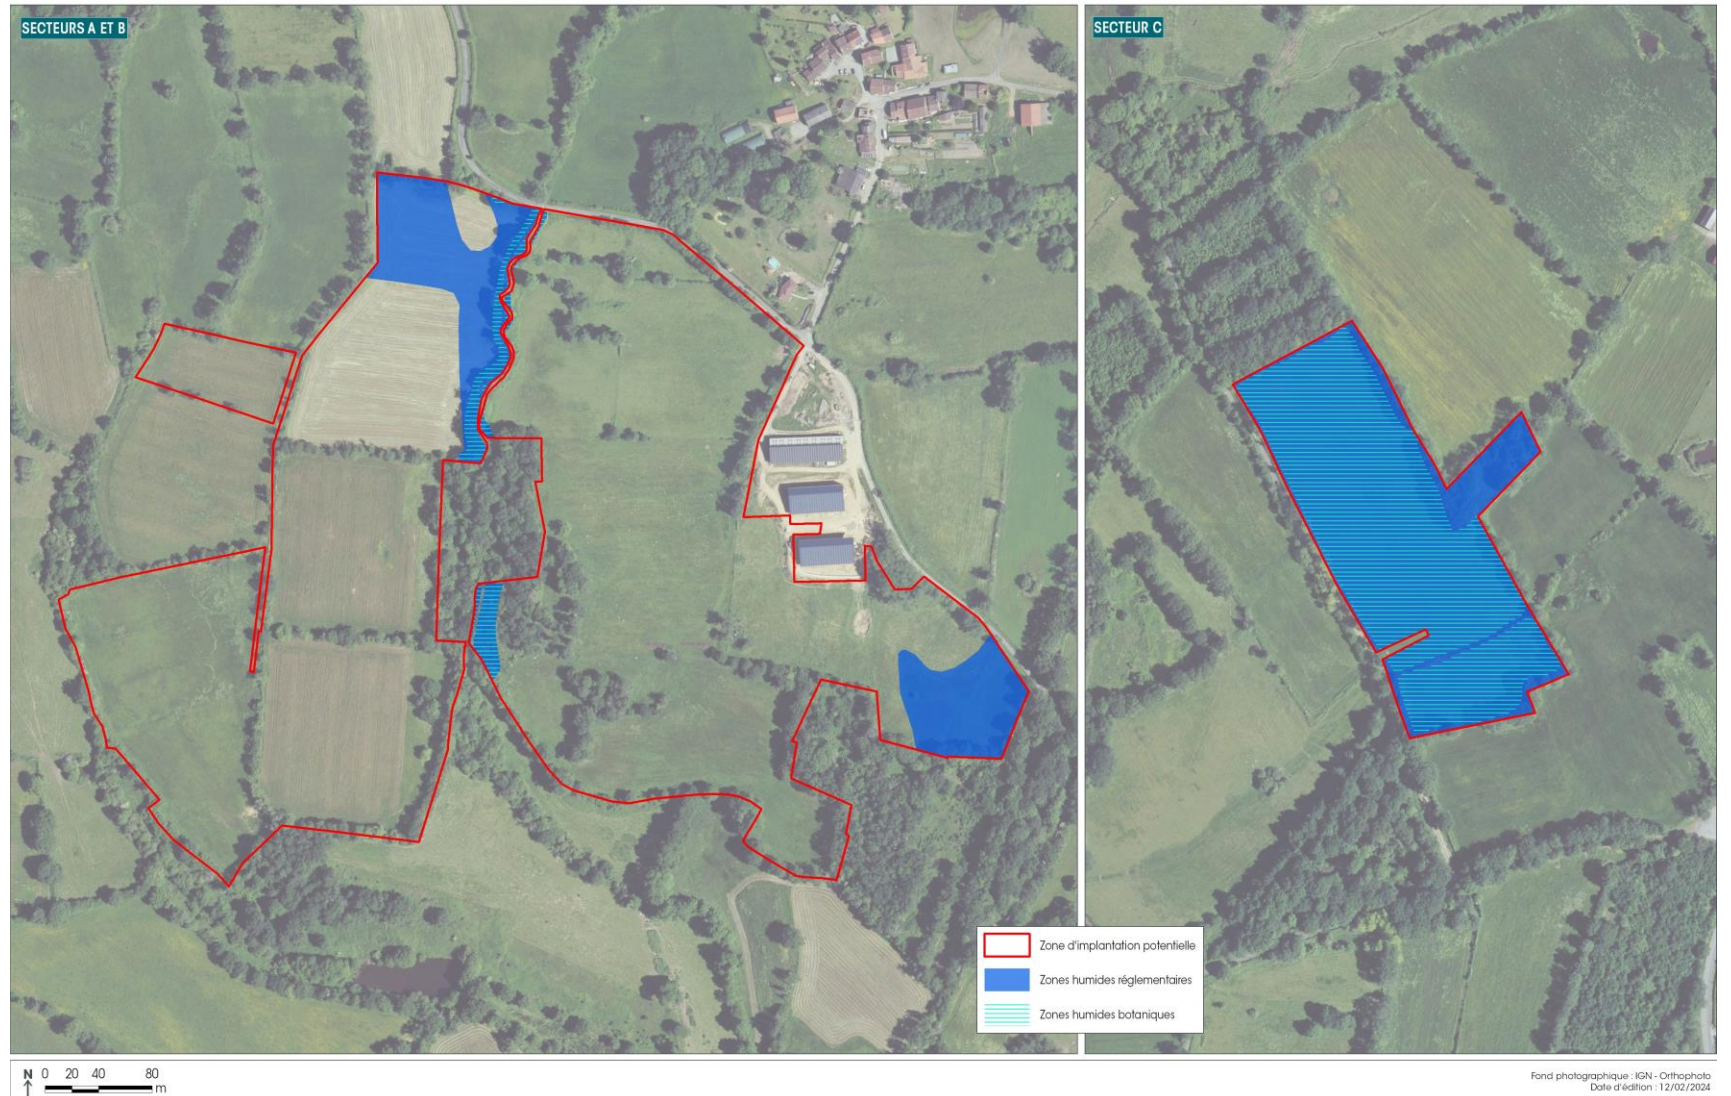 SECTEURS A ET B
SECTEUR C
Zone d'implantation potentielle
Zones humides réglementaires
Zones humides botaniques
N 0 20 40 80
m
Fond photographique : IGN - Orthophoto
Date d'édition : 12/02/2024